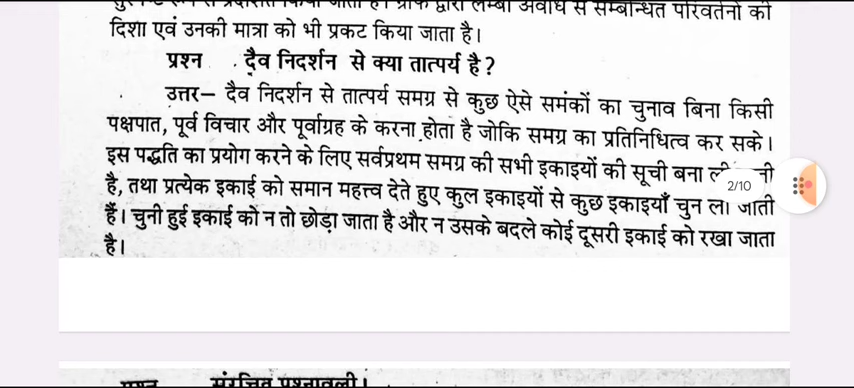 दिशा एवं उनकी मात्रा को भी प्रकट किया जाता है।
प्रश्न . दैव निदर्शन से क्या तात्पर्य है?
उत्तर— दैव निदर्शन से तात्पर्य समग्र से कुछ ऐसे समंकों का चुनाव बिना किसी
पक्षपात, पूर्व विचार और पूर्वाग्रह के करना होता है जोकि समग्र का प्रतिनिधित्व कर सके।
इस पद्धति का प्रयोग करने के लिए सर्वप्रथम समग्र की सभी इकाइयों की सूची बना
है, तथा प्रत्येक इकाई को समान महत्त्व देते हुए कुल इकाइयों से कुछ इकाइयाँ चुन ली जाती
2/10
हैं। चुनी हुई इकाई को न तो छोड़ा जाता है और न उसके बदले कोई दूसरी इकाई को रखा जाता
है।